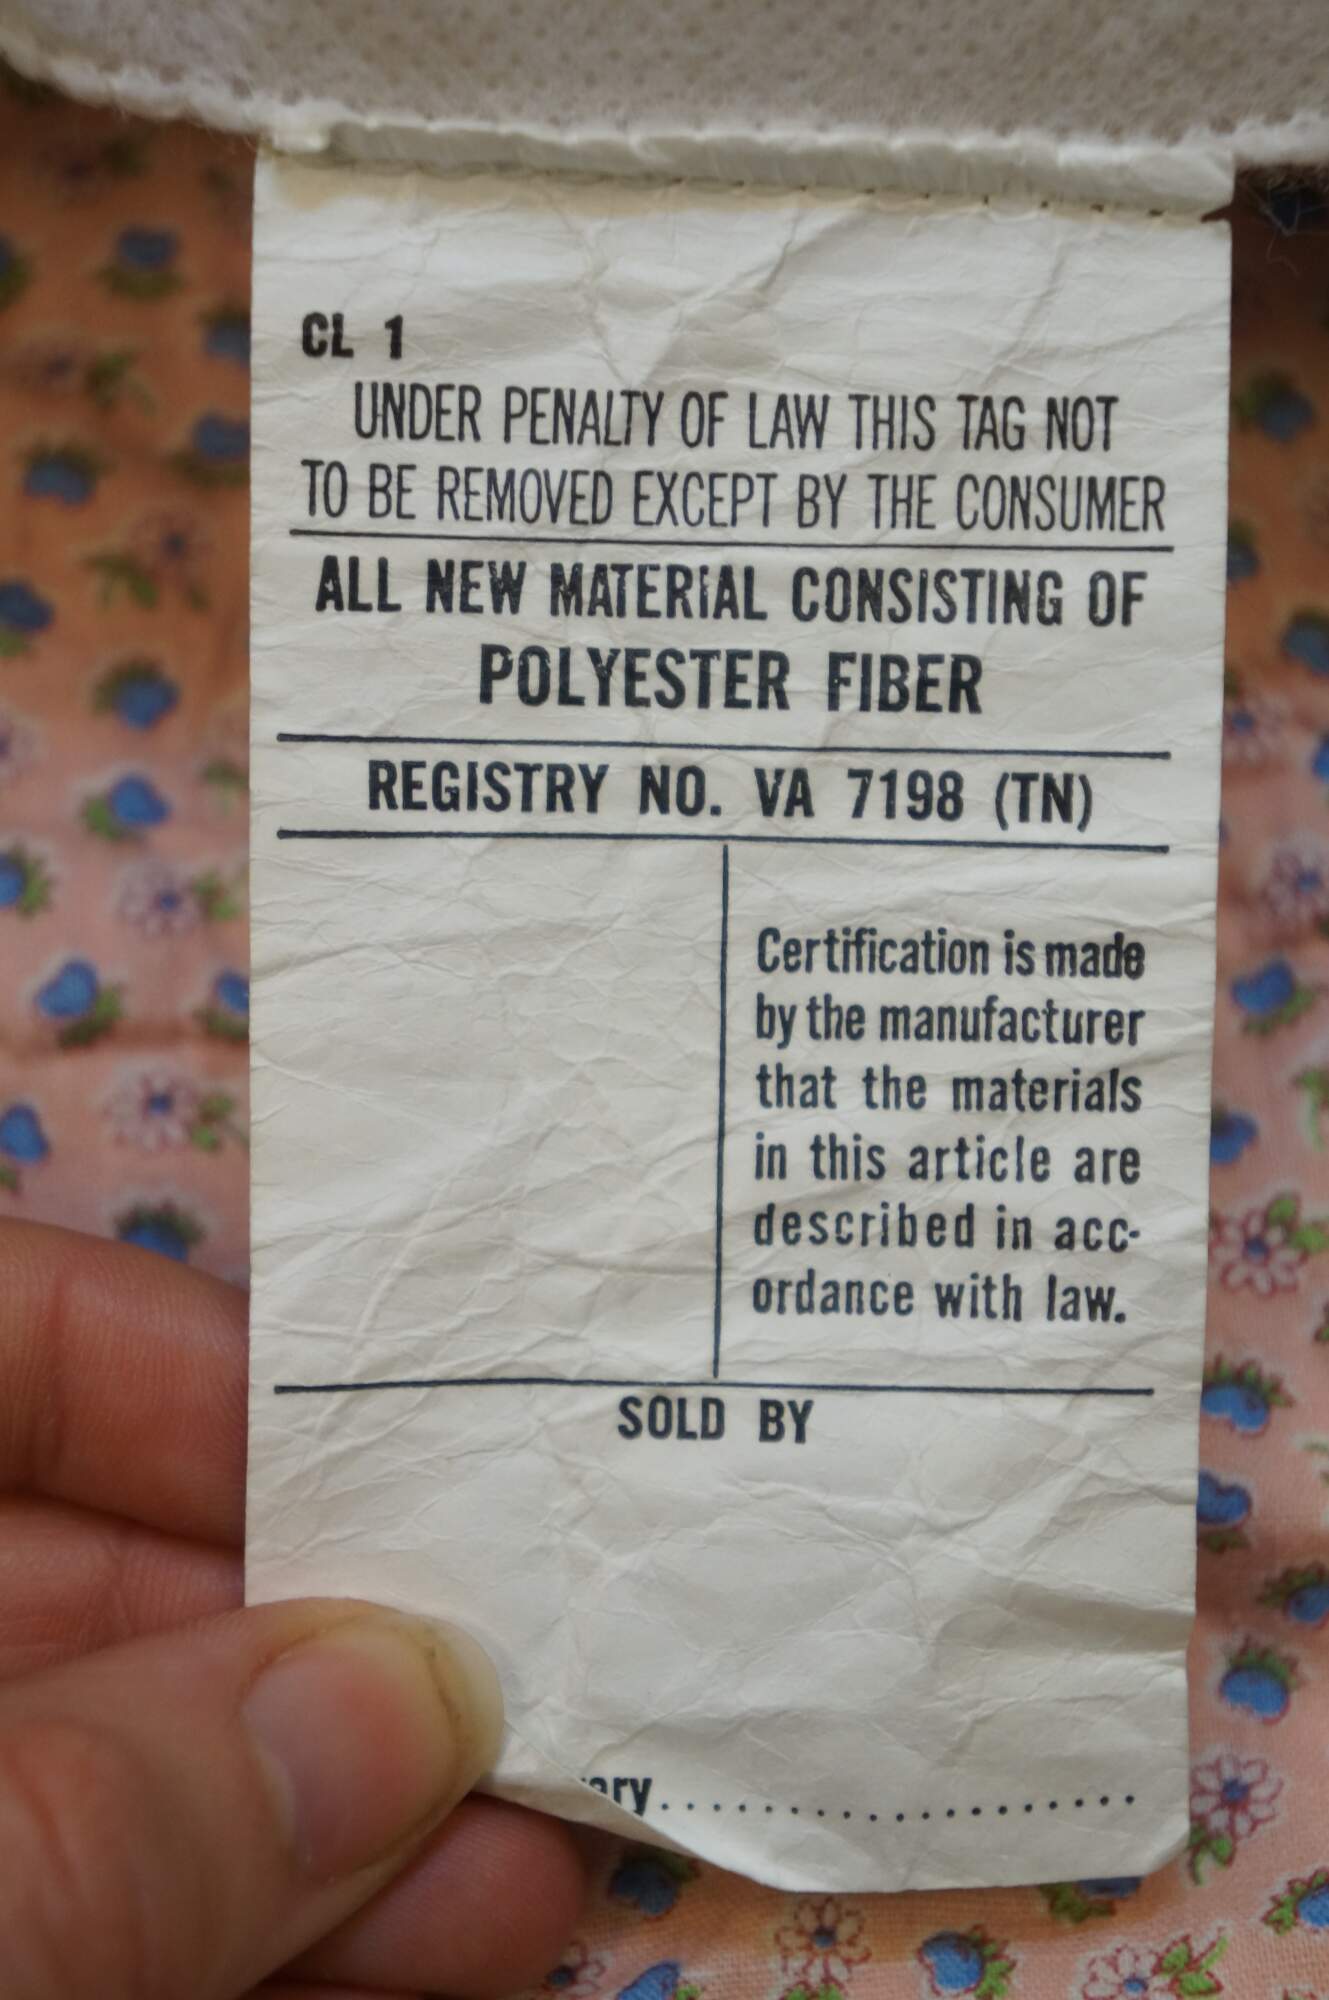 CL 1
UNDER PENALTY OF LAW THIS TAG NOT
TO BE REMOVED EXCEPT BY THE CONSUMER
ALL NEW MATERIAL CONSISTING OF
POLYESTER FIBER
REGISTRY NO. VA 7198 (TN)
Certification is made
by the manufacturer
that the materials
in this article are
described in acc-
ordance with law.
SOLD BY